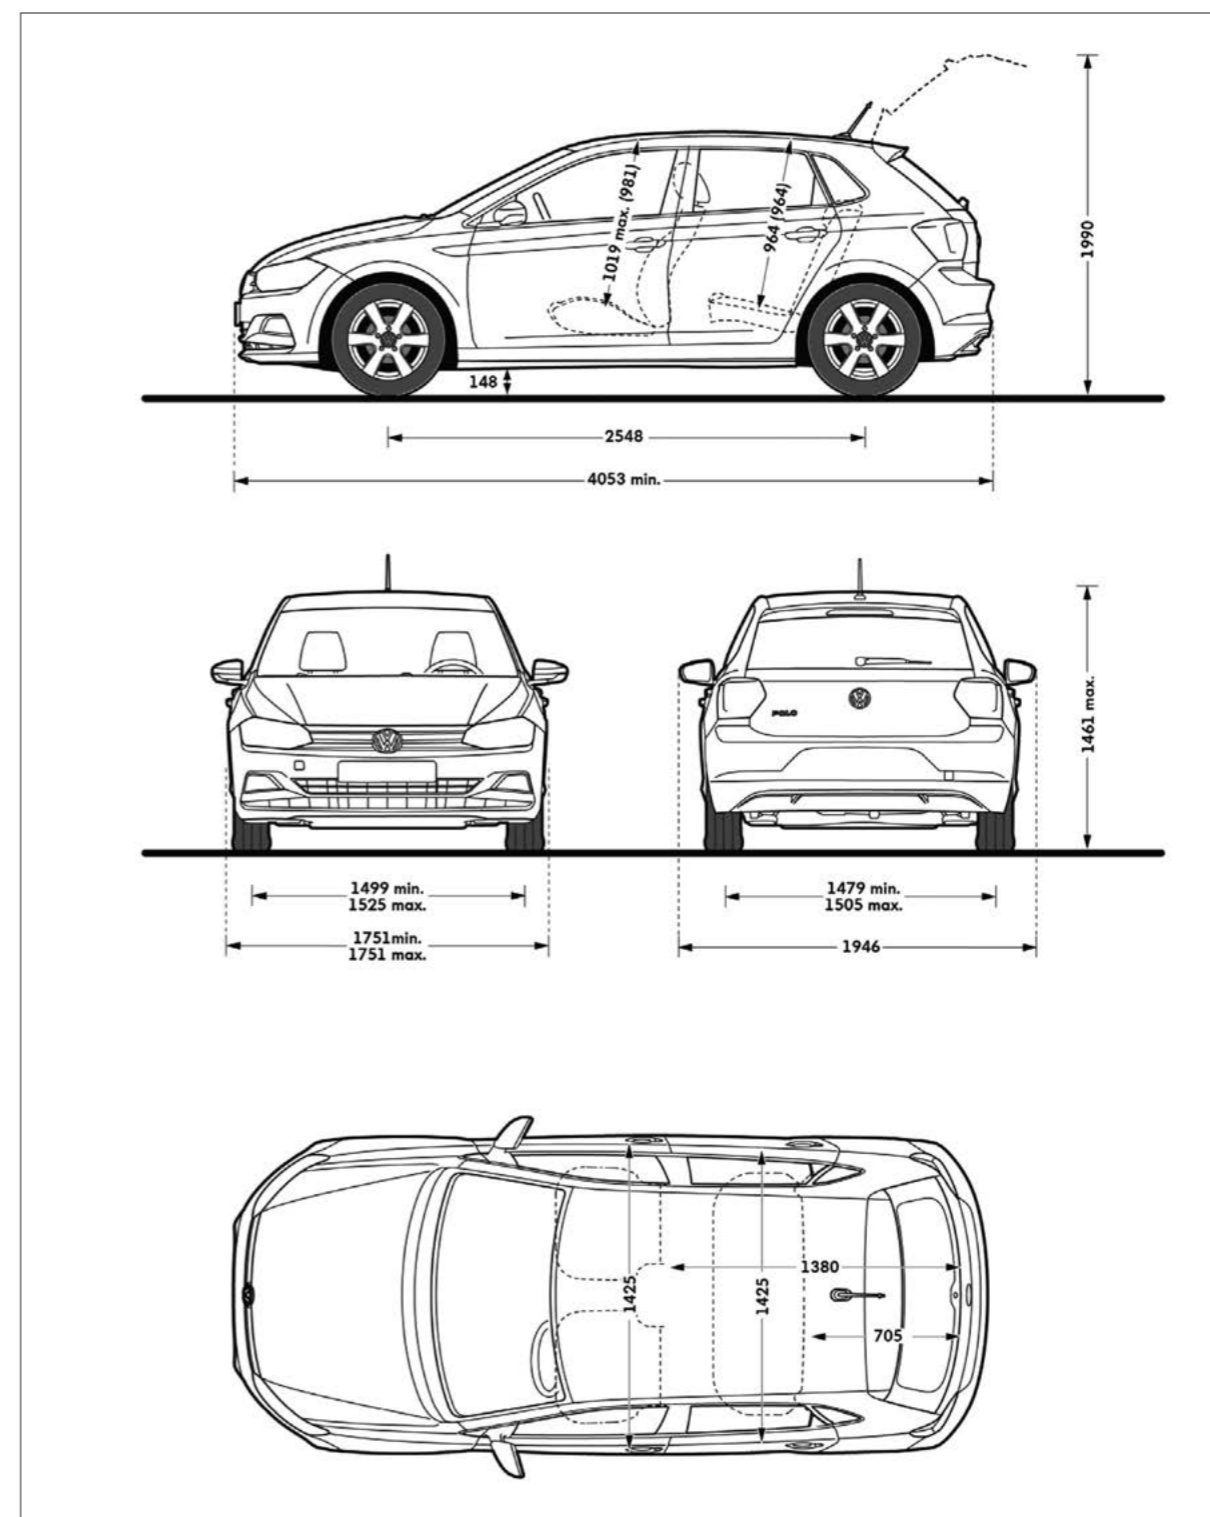 1990
1019 max. (981)
964 (964)
148
2548
4053 min.
1461 max.
POLO
1499 min.
1525 max.
1479 min.
1505 max.
1751min.
1751 max.
1946
1380
1425
1425
705